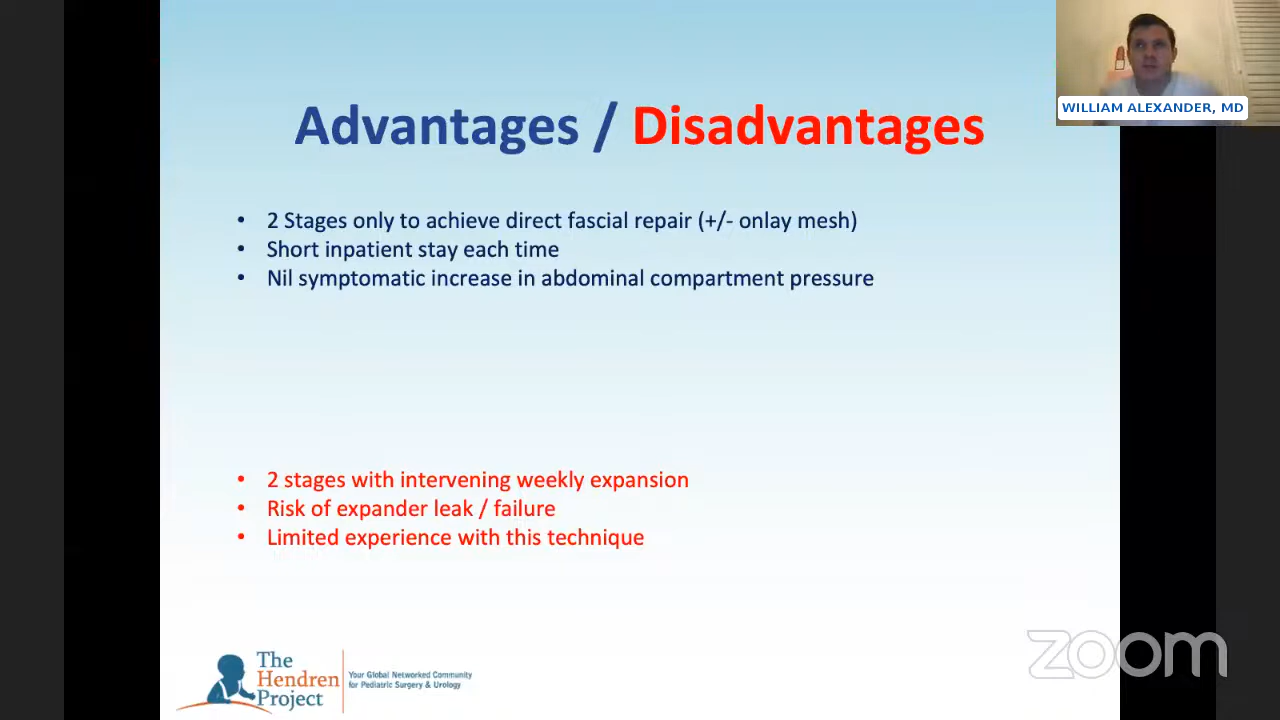 WILLIAM ALEXANDER, MD
Advantages / Disadvantages
• 2 Stages only to achieve direct fascial repair (+/- onlay mesh)
• Short inpatient stay each time
• Nil symptomatic increase in abdominal compartment pressure
• 2 stages with intervening weekly expansion
• Risk of expander leak / failure
• Limited experience with this technique
The
Hendren
Project
Your Global Networked Community
for Pediatric Surgery & Urology
zoom